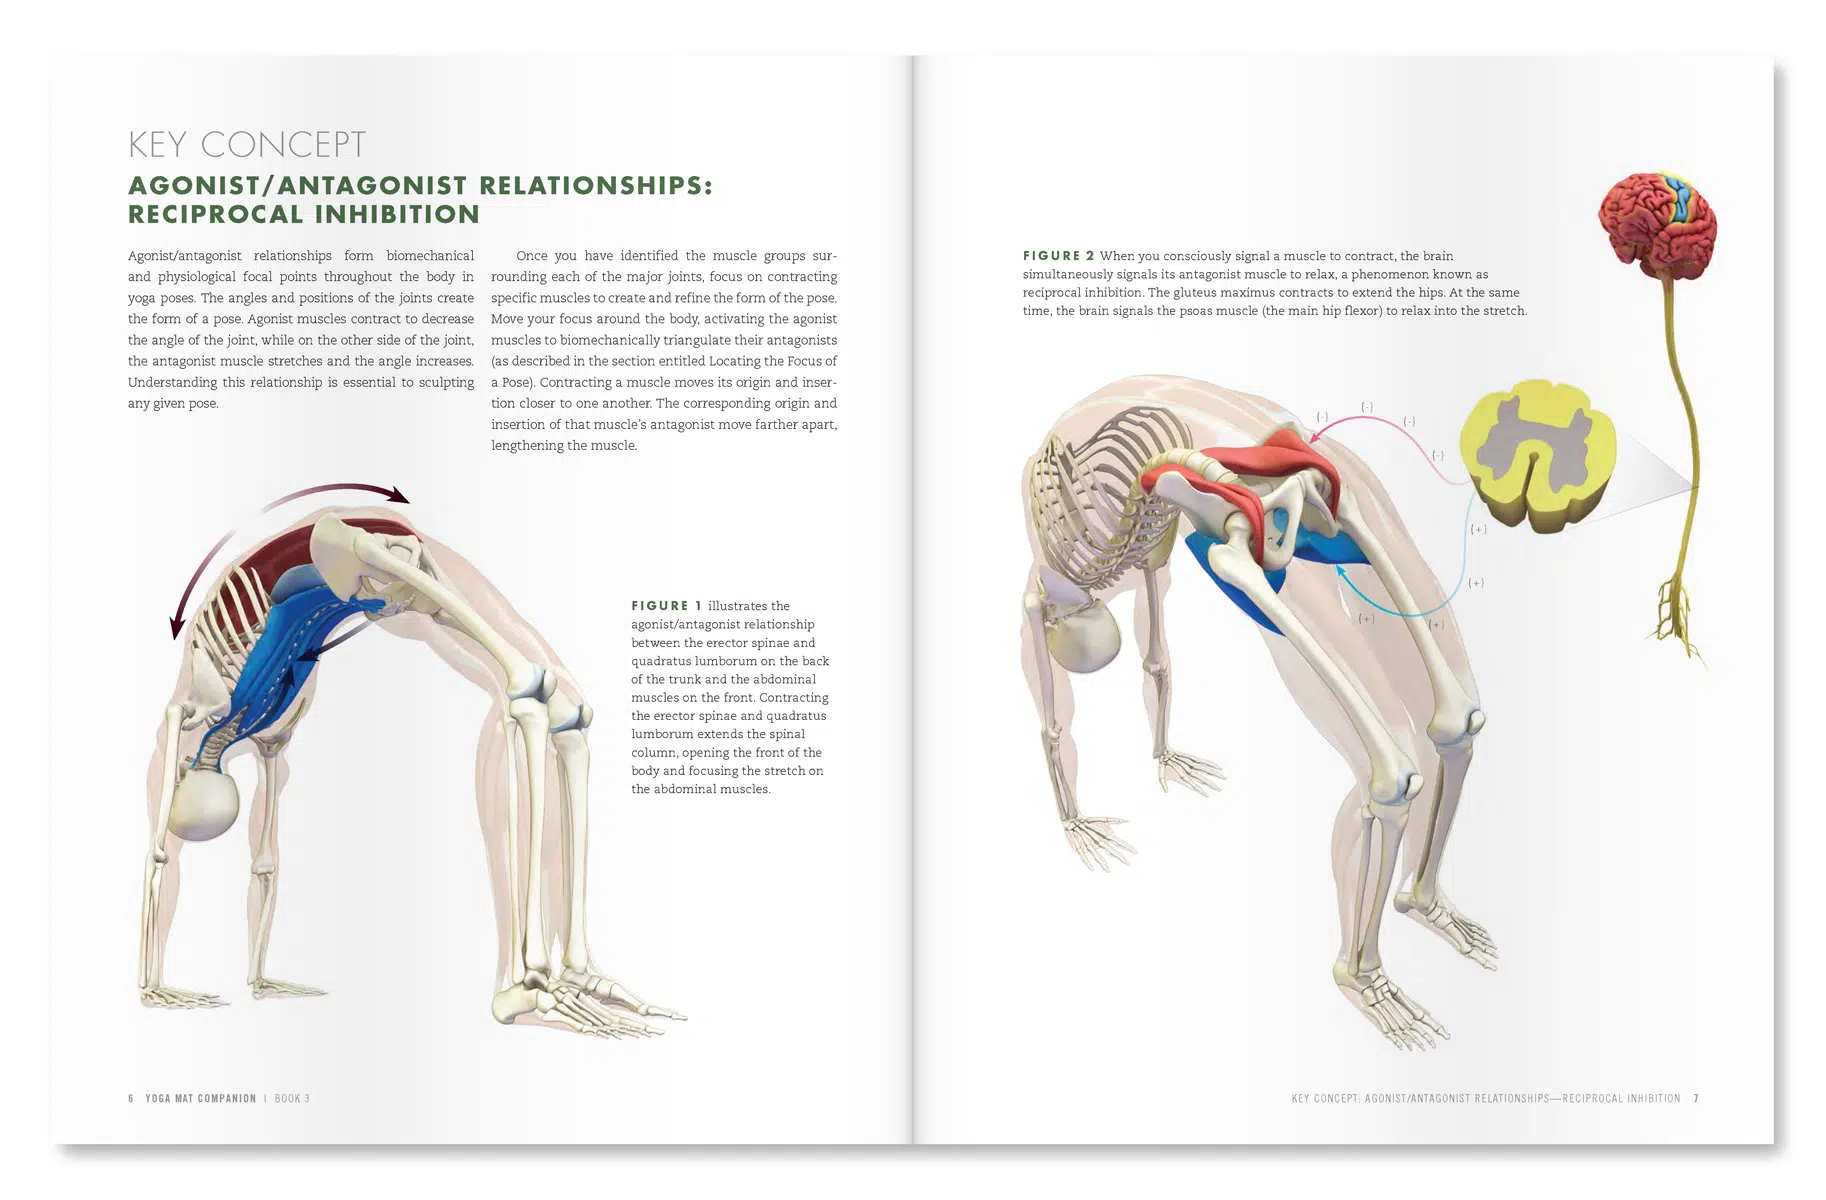 KEY CONCEPT
AGONIST/ANTAGONIST RELATIONSHIPS:
RECIPROCAL INHIBITION
Agonist/antagonist relationships form biomechanical
and physiological focal points throughout the body in
yoga poses. The angles and positions of the joints create
the form of a pose. Agonist muscles contract to decrease
the angle of the joint, while on the other side of the joint,
the antagonist muscle stretches and the angle increases.
Understanding this relationship is essential to sculpting
any given pose.
Once you have identified the muscle groups sur-
rounding each of the major joints, focus on contracting
specific muscles to create and refine the form of the pose.
Move your focus around the body, activating the agonist
muscles to biomechanically triangulate their antagonists
(as described in the section entitled Locating the Focus of
a Pose). Contracting a muscle moves its origin and inser-
tion closer to one another. The corresponding origin and
insertion of that muscle's antagonist move farther apart,
lengthening the muscle.
FIGURE 1 illustrates the
agonist/antagonist relationship
between the erector spinae and
quadratus lumborum on the back
of the trunk and the abdominal
muscles on the front. Contracting
the erector spinae and quadratus
lumborum extends the spinal
column, opening the front of the
body and focusing the stretch on
the abdominal muscles.
6 YOGA MAT COMPANION | BOOK 3
FIGURE 2 When you consciously signal a muscle to contract, the brain
simultaneously signals its antagonist muscle to relax, a phenomenon known as
reciprocal inhibition. The gluteus maximus contracts to extend the hips. At the same
time, the brain signals the psoas muscle (the main hip flexor) to relax into the stretch.
(-)
(-)
(-)
(-)
(+)
(+)
(+)
(+)
KEY CONCEPT: AGONIST/ANTAGONIST RELATIONSHIPS—RECIPROCAL INHIBITION 7